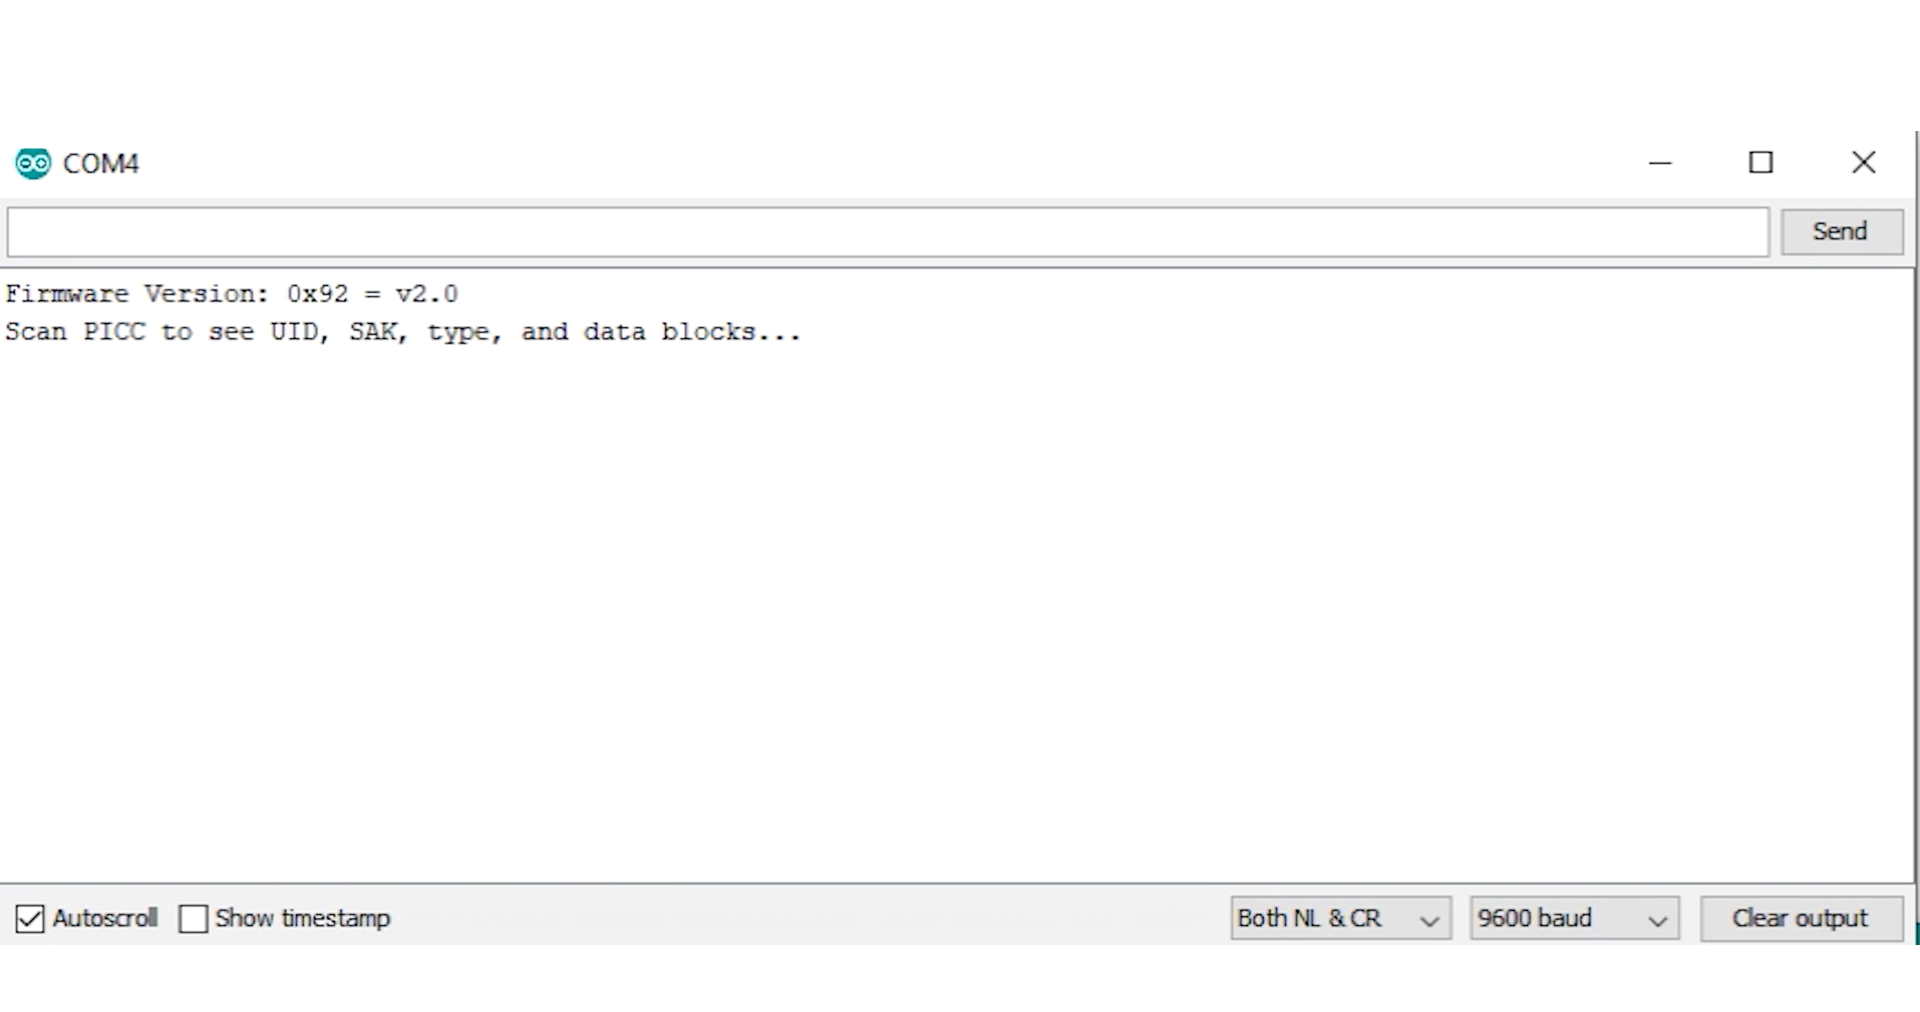 COM4
Send
Firmware Version: 0x92 = v2.0
Scan PICC to see UID, SAK, type, and data blocks...
Autoscroll Show timestamp Both NL & CR 9600 baud Clear output